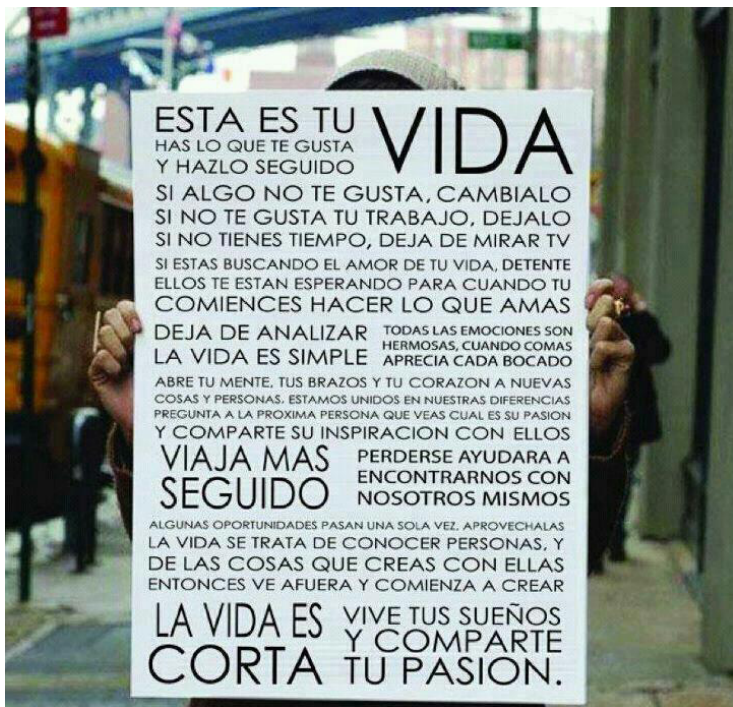 ESTA ES TU VIDA
HAS LO QUE TE GUSTA
Y HAZLO SEGUIDO
SI ALGO NO TE GUSTA, CAMBIALO
SI NO TE GUSTA TU TRABAJO, DEJALO
SI NO TIENES TIEMPO, DEJA DE MIRAR TV
SI ESTAS BUSCANDO EL AMOR DE TU VIDA, DETENTE
ELLOS TE ESTAN ESPERANDO PARA CUANDO TU
COMIENCES HACER LO QUE AMAS
DEJA DE ANALIZAR
LA VIDA ES SIMPLE
TODAS LAS EMOCIONES SON
HERMOSAS, CUANDO COMAS
APRECIA CADA BOCADO
ABRE TU MENTE, TUS BRAZOS Y TU CORAZON A NUEVAS
COSAS Y PERSONAS. ESTAMOS UNIDOS EN NUESTRAS DIFERENCIAS
PREGUNTA A LA PROXIMA PERSONA QUE VEAS CUAL ES SU PASION
Y COMPARTE SU INSPIRACION CON ELLOS
VIAJA MAS
SEGUIDO
PERDERSE AYUDARA A
ENCONTRARNOS CON
NOSOTROS MISMOS
ALGUNAS OPORTUNIDADES PASAN UNA SOLA VEZ, APROVECHALAS
LA VIDA SE TRATA DE CONOCER PERSONAS, Y
DE LAS COSAS QUE CREAS CON ELLAS
ENTONCES VE AFUERA Y COMIENZA A CREAR
LA VIDA ES
CORTA
VIVE TUS SUEÑOS
Y COMPARTE
TU PASION.